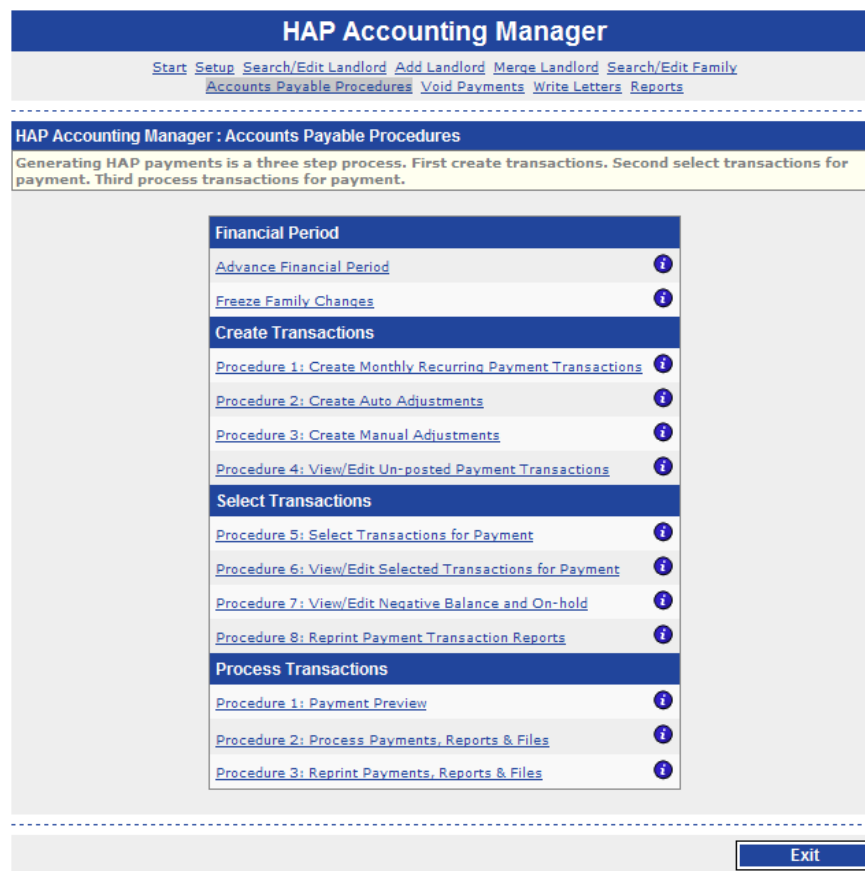 HAP Accounting Manager
Start Setup Search/Edit Landlord Add Landlord Merge Landlord Search/Edit Family
Accounts Payable Procedures Void Payments Write Letters Reports
HAP Accounting Manager : Accounts Payable Procedures
Generating HAP payments is a three step process. First create transactions. Second select transactions for
payment. Third process transactions for payment.
Financial Period
Advance Financial Period
Freeze Family Changes
Create Transactions
Procedure 1: Create Monthly Recurring Payment Transactions
Procedure 2: Create Auto Adjustments
Procedure 3: Create Manual Adjustments
Procedure 4: View/Edit Un-posted Payment Transactions
Select Transactions
Procedure 5: Select Transactions for Payment
Procedure 6: View/Edit Selected Transactions for Payment
Procedure 7: View/Edit Negative Balance and On-hold
Procedure 8: Reprint Payment Transaction Reports
Process Transactions
Procedure 1: Payment Preview
Procedure 2: Process Payments, Reports & Files
Procedure 3: Reprint Payments, Reports & Files
Exit